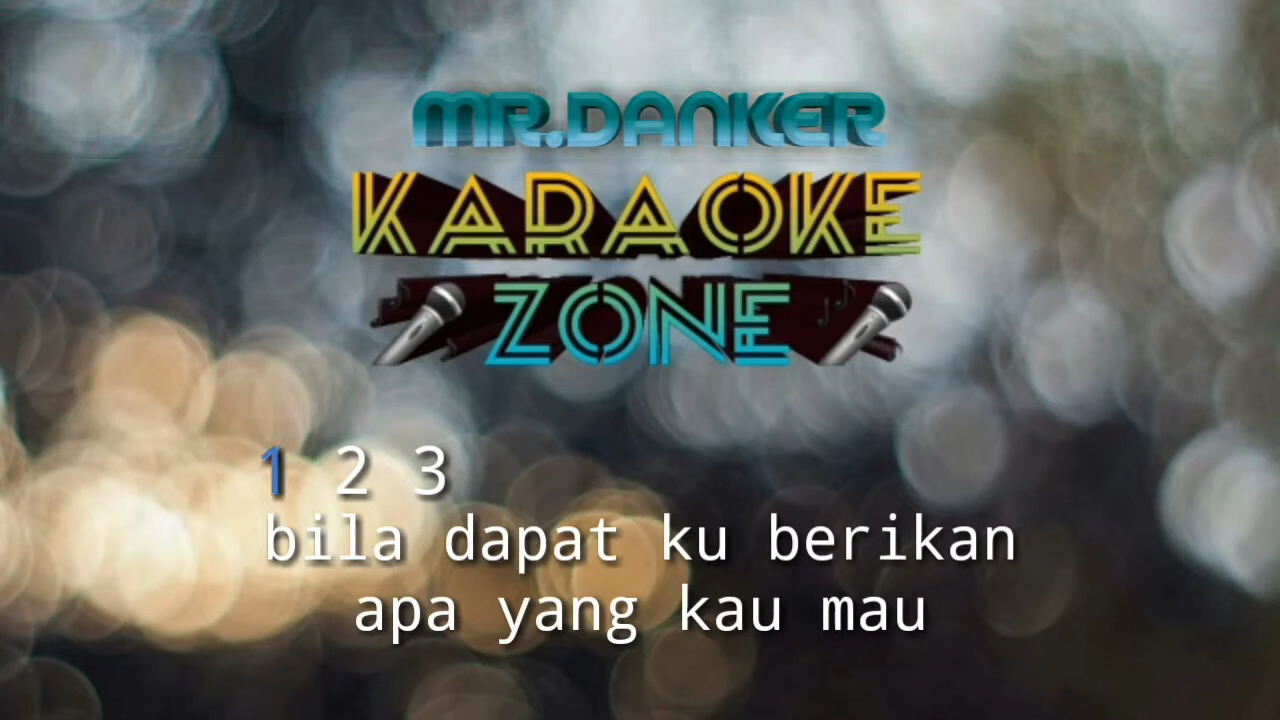 MR.DANKER
KARAOKE
ZONE
1 2 3
bila dapat ku berikan
apa yang kau mau